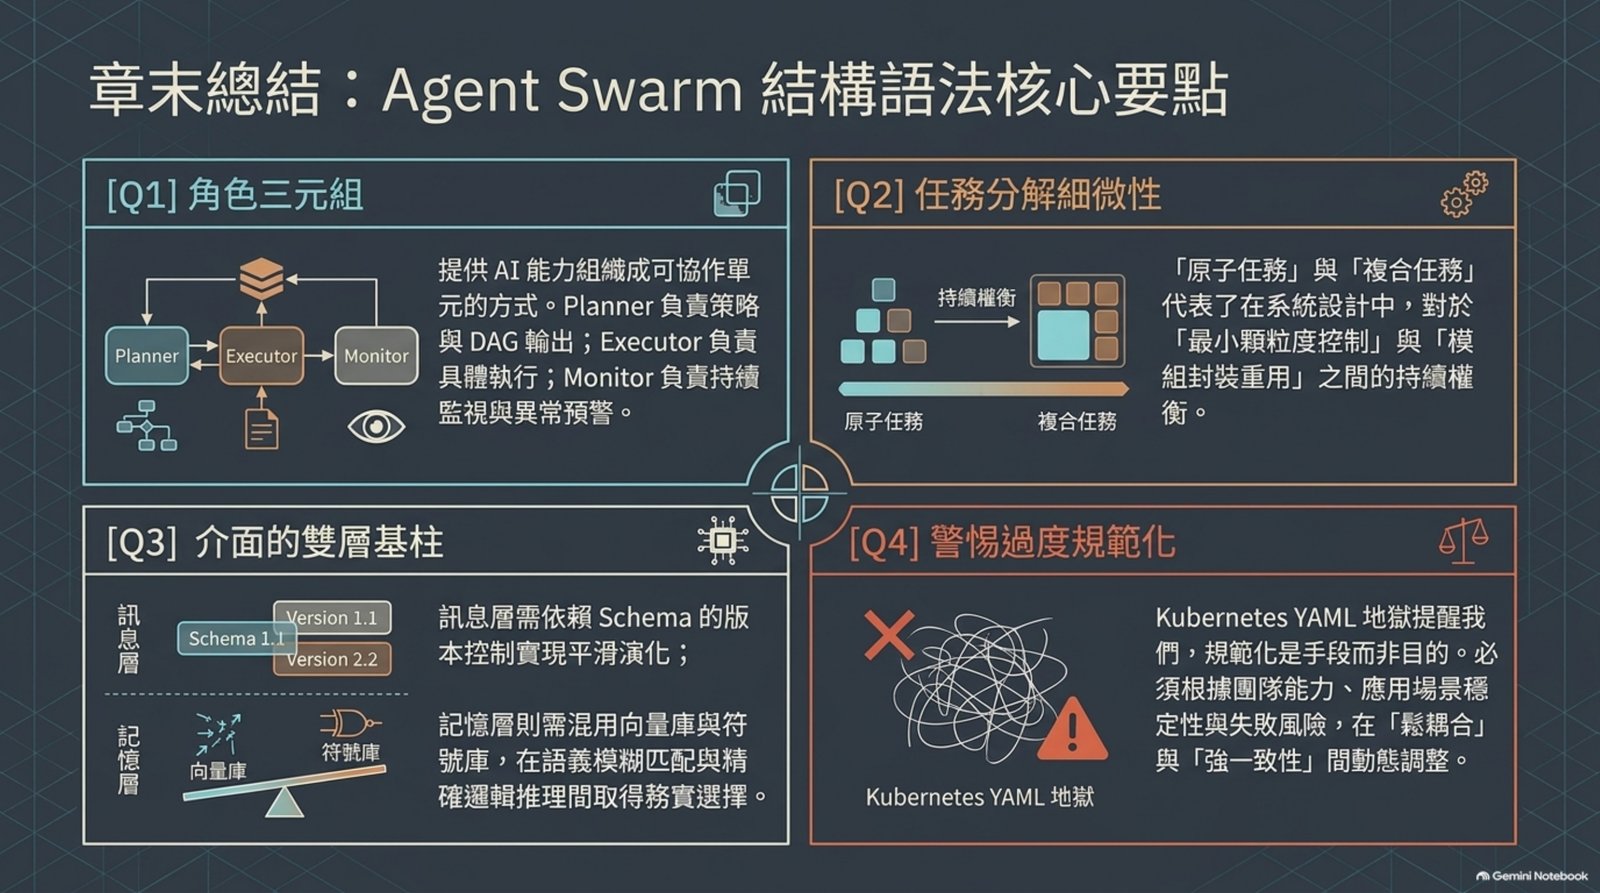 章末總結：Agent Swarm 結構語法核心要點
[Q1] 角色三元組
Planner
Executor
Monitor
提供 AI 能力組織成可協作單
元的方式。Planner 負責策略
與 DAG 輸出；Executor 負責
具體執行；Monitor 負責持續
監視與異常預警。
[Q2] 任務分解細微性
持續權衡
原子任務
複合任務
「原子任務」與「複合任務」
代表了在系統設計中，對於
「最小顆粒度控制」與「模
組封裝重用」之間的持續權
衡。
[Q3] 介面的雙層基柱
訊息層
Schema 1.1
Version 1.1
Version 2.2
訊息層需依賴 Schema 的版
本控制實現平滑演化；
記憶層
向量庫
符號庫
記憶層則需混用向量庫與符
號庫，在語義模糊匹配與精
確邏輯推理間取得務實選擇。
[Q4] 警惕過度規範化
Kubernetes YAML 地獄
Kubernetes YAML 地獄提醒我
們，規範化是手段而非目的。必
須根據團隊能力、應用場景穩
定性與失敗風險，在「鬆耦合」
與「強一致性」間動態調整。
Gemini Notebook